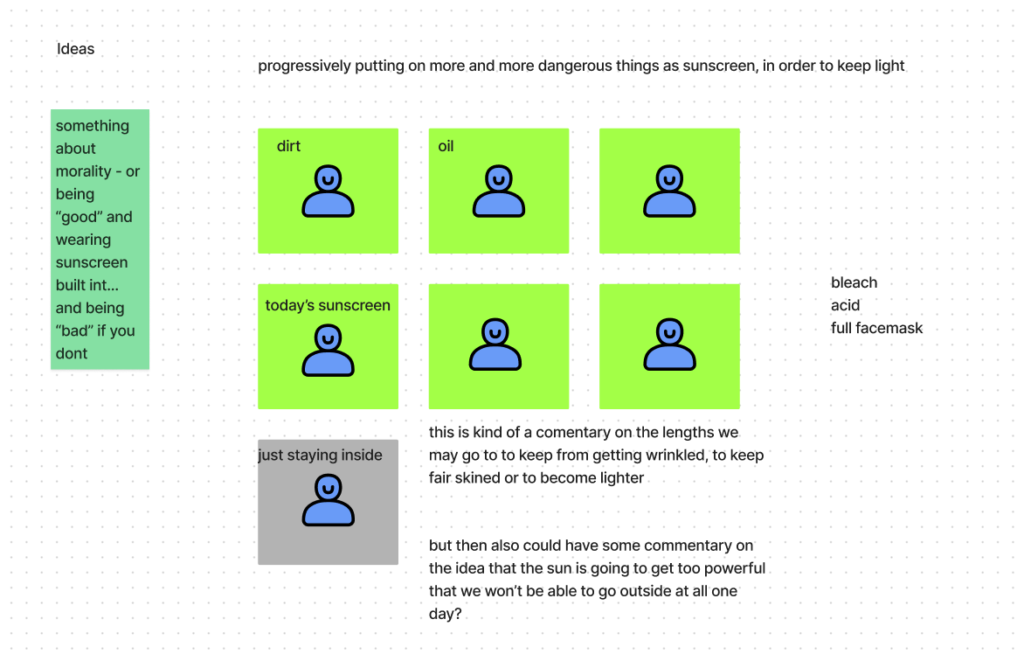 Ideas
progressively putting on more and more dangerous things as sunscreen, in order to keep light
something
about
morality - or
being
“good” and
wearing
sunscreen
built int...
and being
“bad” if you
dont
dirt
oil
today’s sunscreen
bleach
acid
full facemask
just staying inside
this is kind of a comentary on the lengths we
may go to to keep from getting wrinkled, to keep
fair skined or to become lighter
but then also could have some commentary on
the idea that the sun is going to get too powerful
that we won’t be able to go outside at all one
day?